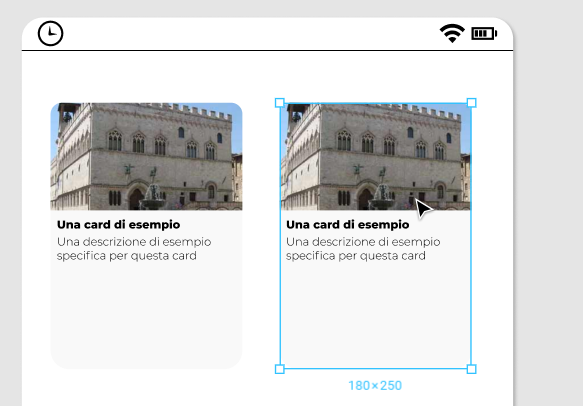 Una card di esempio
Una descrizione di esempio
specifica per questa card
Una card di esempio
Una descrizione di esempio
specifica per questa card
180×250